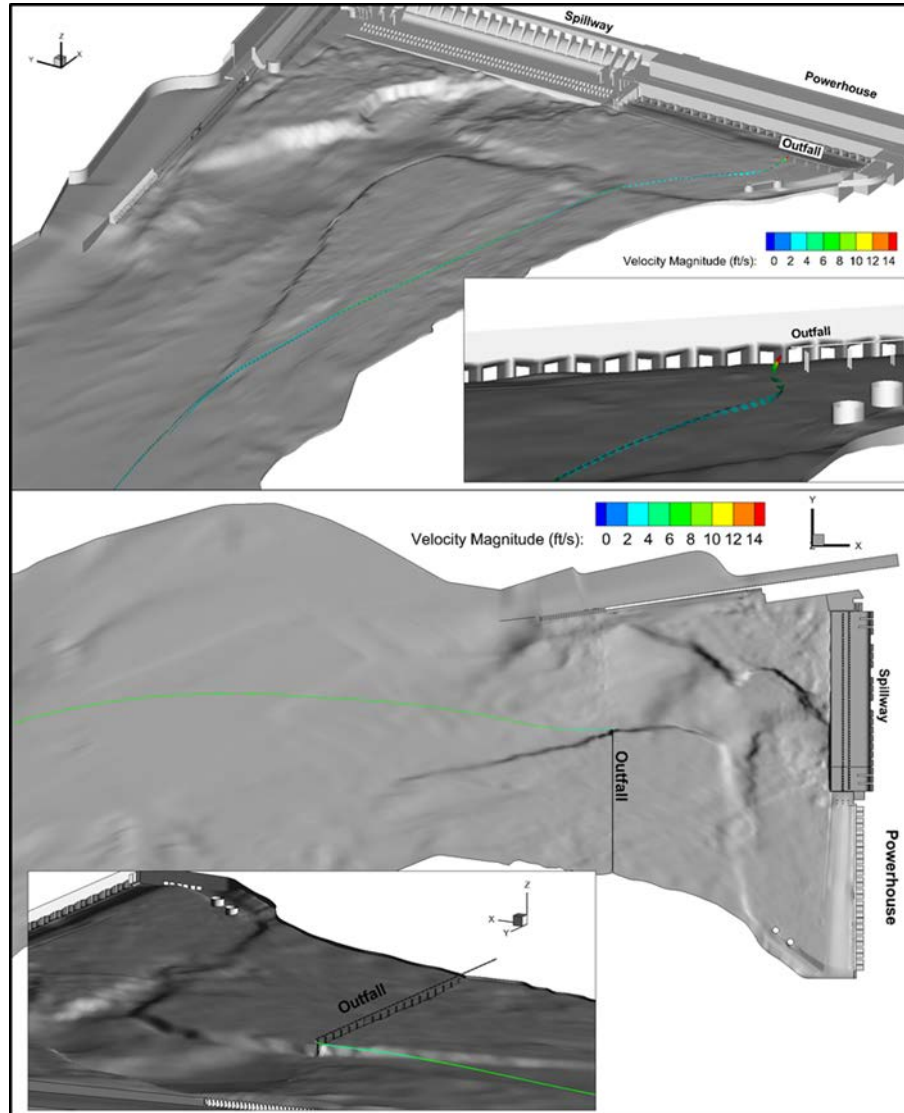 Spillway
Powerhouse
Z
Y
X
Outfall
Velocity Magnitude (ft/s):
0 2 4 6 8 10 12 14
Outfall
Velocity Magnitude (ft/s):
0 2 4 6 8 10 12 14
Y
Z
X
Spillway
Outfall
Powerhouse
Z
X
Y
Outfall